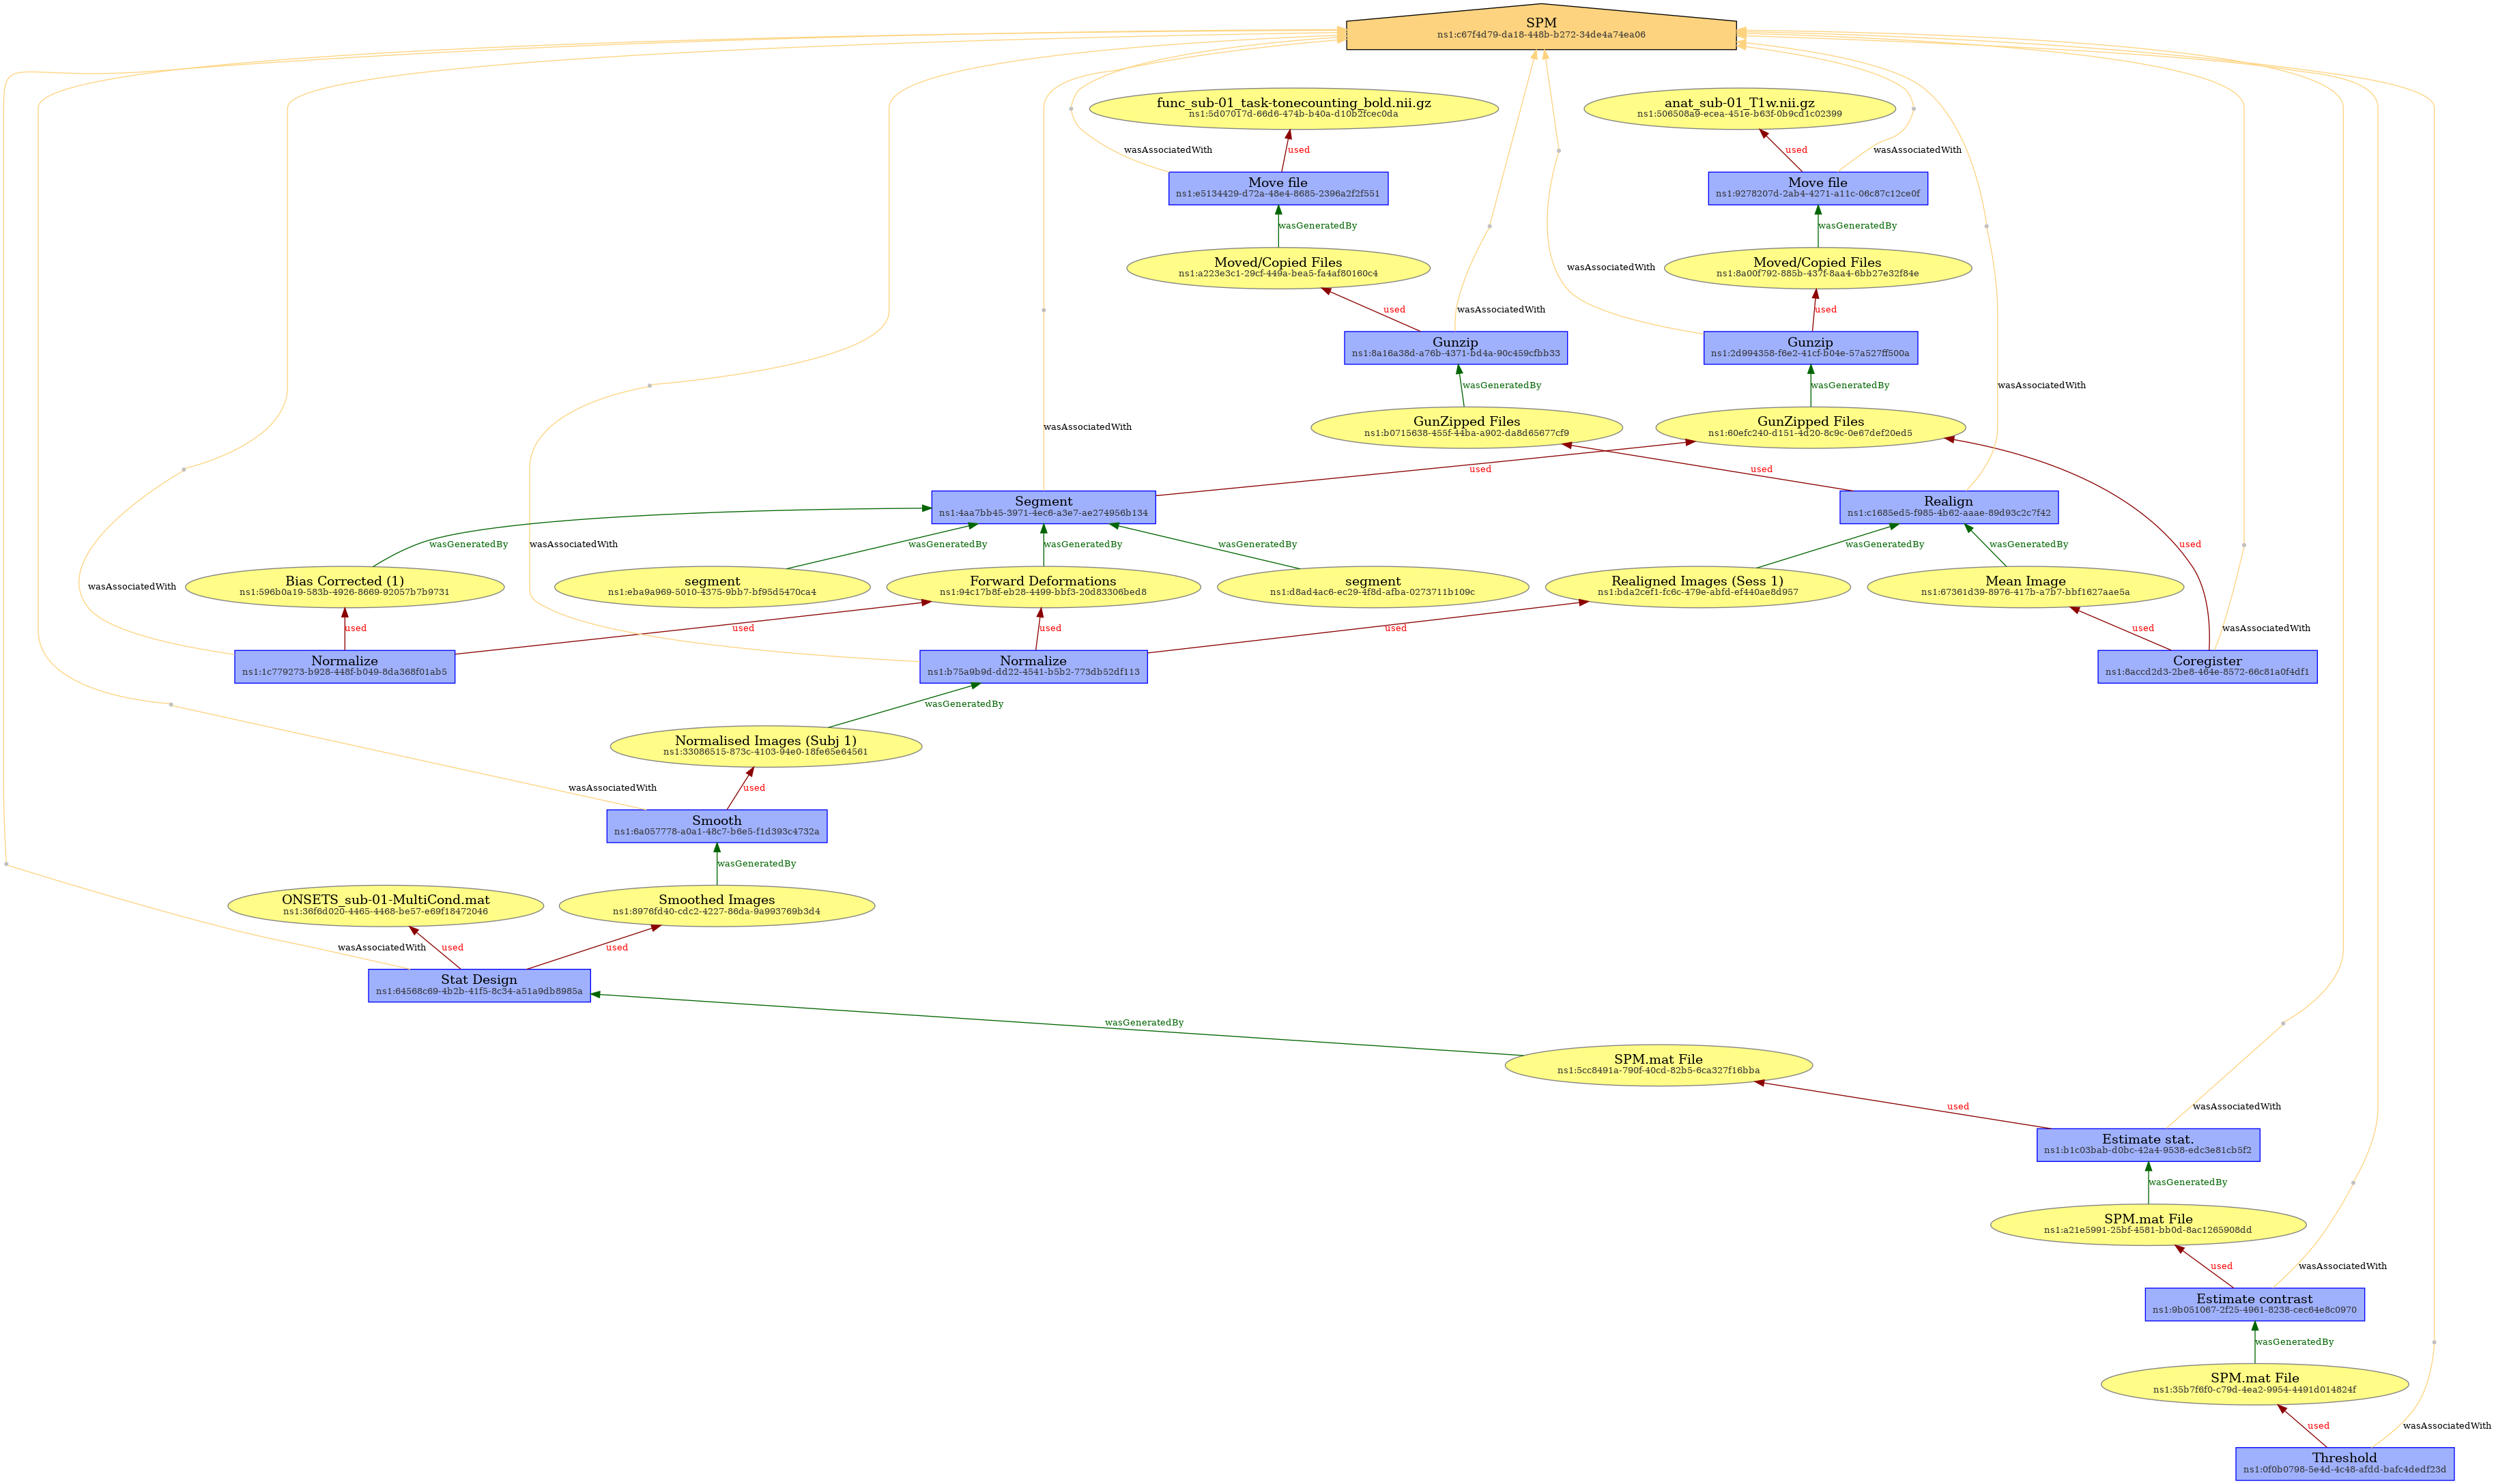 SPM
ns1:c67f4d79-da18-448b-b272-34de4a74ea06
func_sub-01_task-tonecounting_bold.nii.gz
ns1:5d07017d-66d6-474b-b40a-d10b2fcec0da
anat_sub-01_T1w.nii.gz
ns1:506508a9-ecea-451e-b63f-0b9cd1c02399
wasAssociatedWith
used
used
wasAssociatedWith
Move file
ns1:e5134429-d72a-48e4-8685-2396a2f2f551
Move file
ns1:9278207d-2ab4-4271-a11c-06c87c12ce0f
wasGeneratedBy
wasGeneratedBy
Moved/Copied Files
ns1:a223e3c1-29cf-449a-bea5-fa4af80160c4
wasAssociatedWith
Moved/Copied Files
ns1:8a00f792-885b-437f-8aa4-6bb27e32f84e
used
wasAssociatedWith
used
Gunzip
ns1:8a16a38d-a76b-4371-bd4a-90c459cfbb33
Gunzip
ns1:2d994358-f6e2-41cf-b04e-57a527ff500a
wasGeneratedBy
wasGeneratedBy
wasAssociatedWith
wasAssociatedWith
GunZipped Files
ns1:b0715638-455f-44ba-a902-da8d65677cf9
GunZipped Files
ns1:60efc240-d151-4d20-8c9c-0e67def20ed5
used
used
Segment
ns1:4aa7bb45-3971-4ec6-a3e7-ae274956b134
Realign
ns1:c1685ed5-f985-4b62-aaae-89d93c2c7f42
wasGeneratedBy
wasAssociatedWith
wasGeneratedBy
wasGeneratedBy
wasGeneratedBy
wasGeneratedBy
wasGeneratedBy
used
wasAssociatedWith
Bias Corrected (1)
ns1:596b0a19-583b-4926-8669-92057b7b9731
segment
ns1:eba9a969-5010-4375-9bb7-bf95d5470ca4
Forward Deformations
ns1:94c17b8f-eb28-4499-bbf3-20d83306bed8
segment
ns1:d8ad4ac6-ec29-4f8d-afba-0273711b109c
Realigned Images (Sess 1)
ns1:bda2cef1-fc6c-479e-abfd-ef440ae8d957
Mean Image
ns1:67361d39-8976-417b-a7b7-bbf1627aae5a
used
used
used
used
used
wasAssociatedWith
Normalize
ns1:1c779273-b928-448f-b049-8da368f01ab5
Normalize
ns1:b75a9b9d-dd22-4541-b5b2-773db52df113
Coregister
ns1:8accd2d3-2be8-464e-8572-66c81a0f4df1
wasGeneratedBy
Normalised Images (Subj 1)
ns1:33086515-873c-4103-94e0-18fe65e64561
wasAssociatedWith
used
Smooth
ns1:6a057778-a0a1-48c7-b6e5-f1d393c4732a
wasGeneratedBy
ONSETS_sub-01-MultiCond.mat
ns1:36f6d020-4465-4468-be57-e69f18472046
Smoothed Images
ns1:8976fd40-cdc2-4227-86da-9a993769b3d4
wasAssociatedWith
used
used
Stat Design
ns1:64568c69-4b2b-41f5-8c34-a51a9db8985a
wasGeneratedBy
SPM.mat File
ns1:5cc8491a-790f-40cd-82b5-6ca327f16bba
used
wasAssociatedWith
Estimate stat.
ns1:b1c03bab-d0bc-42a4-9538-edc3e81cb5f2
wasGeneratedBy
SPM.mat File
ns1:a21e5991-25bf-4581-bb0d-8ac1265908dd
used
wasAssociatedWith
Estimate contrast
ns1:9b051067-2f25-4961-8238-cec64e8c0970
wasGeneratedBy
SPM.mat File
ns1:35b7f6f0-c79d-4ea2-9954-4491d014824f
used
wasAssociatedWith
Threshold
ns1:0f0b0798-5e4d-4c48-afdd-bafc4dedf23d